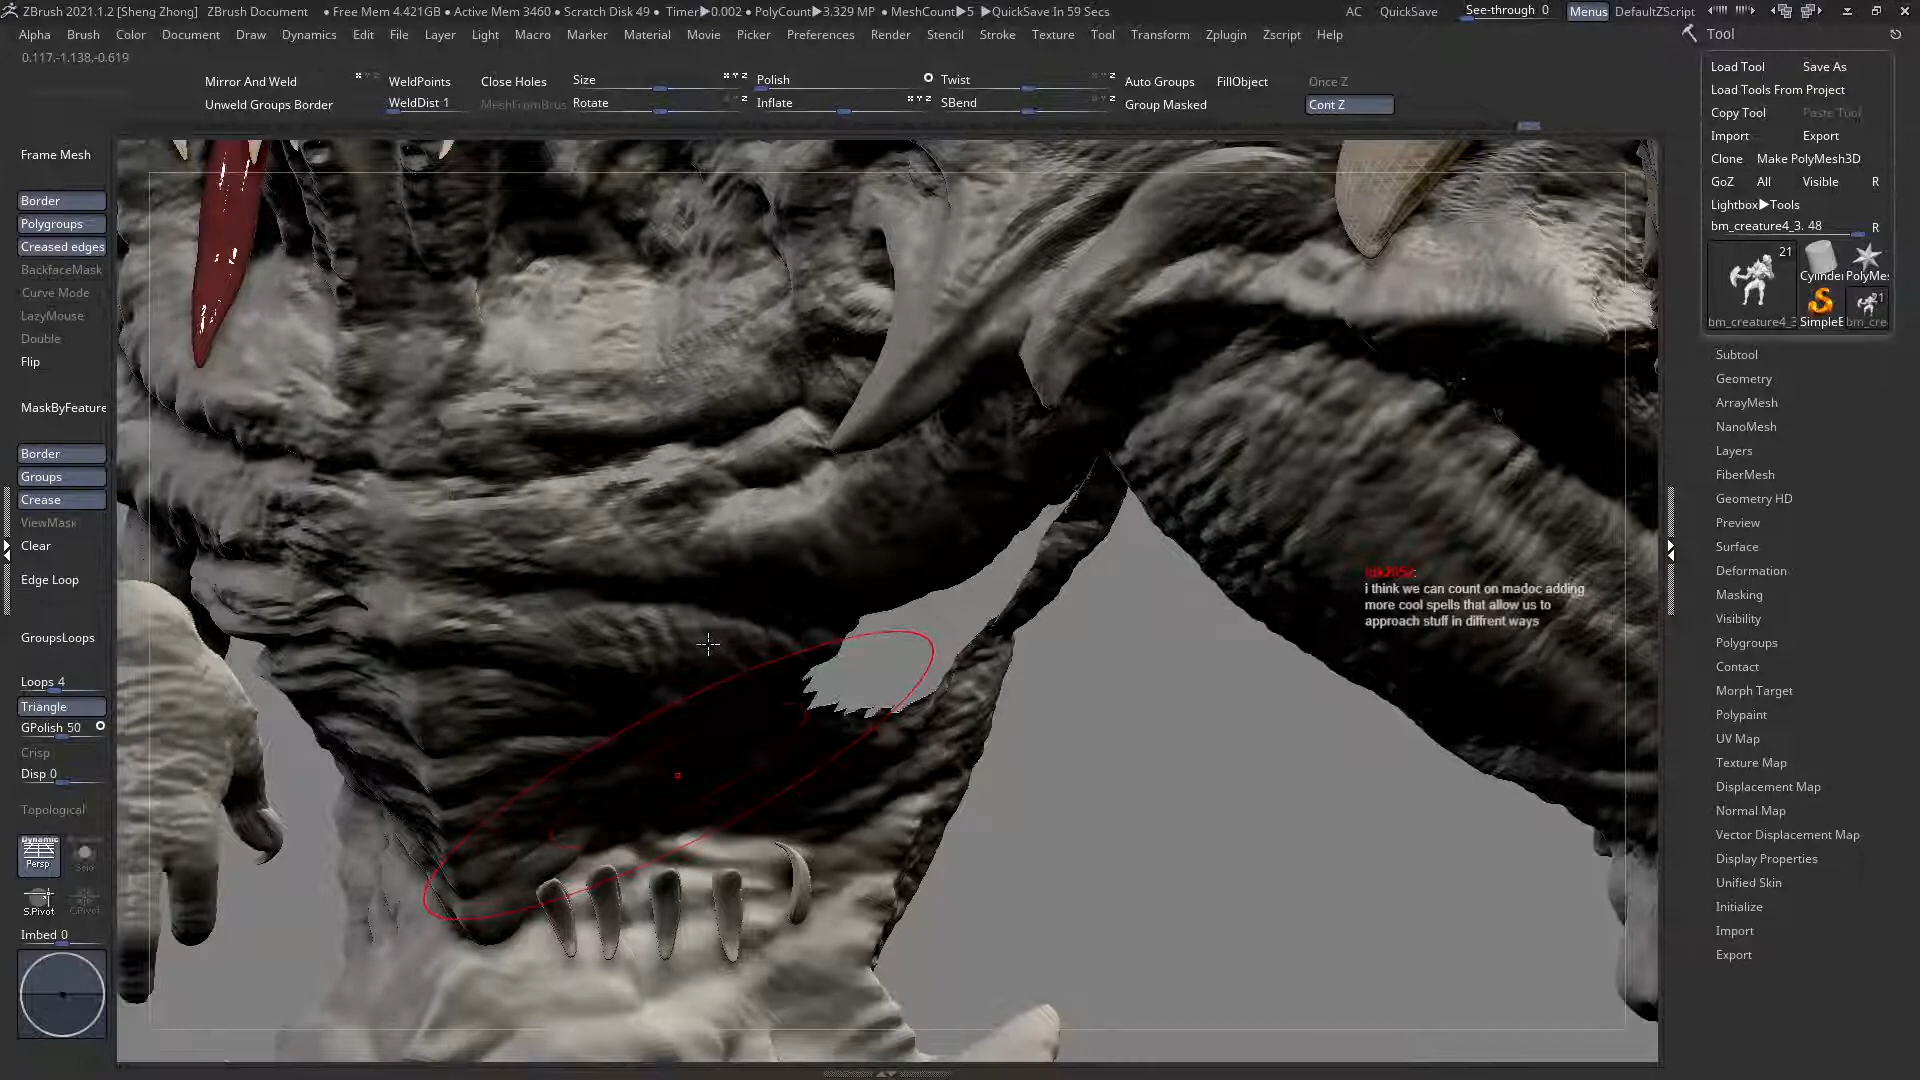 ZBrush 2021.1.2 [Sheng Zhong] ZBrush Document • Free Mem 4.421GB • Active Mem 3460 • Scratch Disk 49 • Timer▶0.002 • PolyCount▶3.329 MP • MeshCount▶5 ▶QuickSave In 59 Secs AC QuickSave See-through 0 Menus DefaultZScript
Alpha Brush Color Document Draw Dynamics Edit File Layer Light Macro Marker Material Movie Picker Preferences Render Stencil Stroke Texture Tool Transform Zplugin Zscript Help
0.117,-1.138,-0.619
Mirror And Weld WeldPoints Close Holes Size Polish Twist Auto Groups FillObject Once Z
Unweld Groups Border WeldDist 1 MeshFromBrus Rotate Inflate SBend Group Masked Cont Z
Frame Mesh
Border
Polygroups
Creased edges
BackfaceMask
Curve Mode
LazyMouse
Double
Flip
MaskByFeature
Border
Groups
Crease
ViewMask
Clear
Edge Loop
GroupsLoops
Loops 4
Triangle
GPolish 50
Crisp
Disp 0
Topological
Dynamic
Persp Solo
S.Pivot C.Pivot
Imbed 0
i think we can count on madoc adding
more cool spells that allow us to
approach stuff in diffrent ways
Tool
Load Tool Save As
Load Tools From Project
Copy Tool Paste Tool
Import Export
Clone Make PolyMesh3D
GoZ All Visible R
Lightbox▶Tools
bm_creature4_3. 48 R
21
Cylinder PolyMes
21
bm_creature4_3 SimpleE bm_cre
Subtool
Geometry
ArrayMesh
NanoMesh
Layers
FiberMesh
Geometry HD
Preview
Surface
Deformation
Masking
Visibility
Polygroups
Contact
Morph Target
Polypaint
UV Map
Texture Map
Displacement Map
Normal Map
Vector Displacement Map
Display Properties
Unified Skin
Initialize
Import
Export